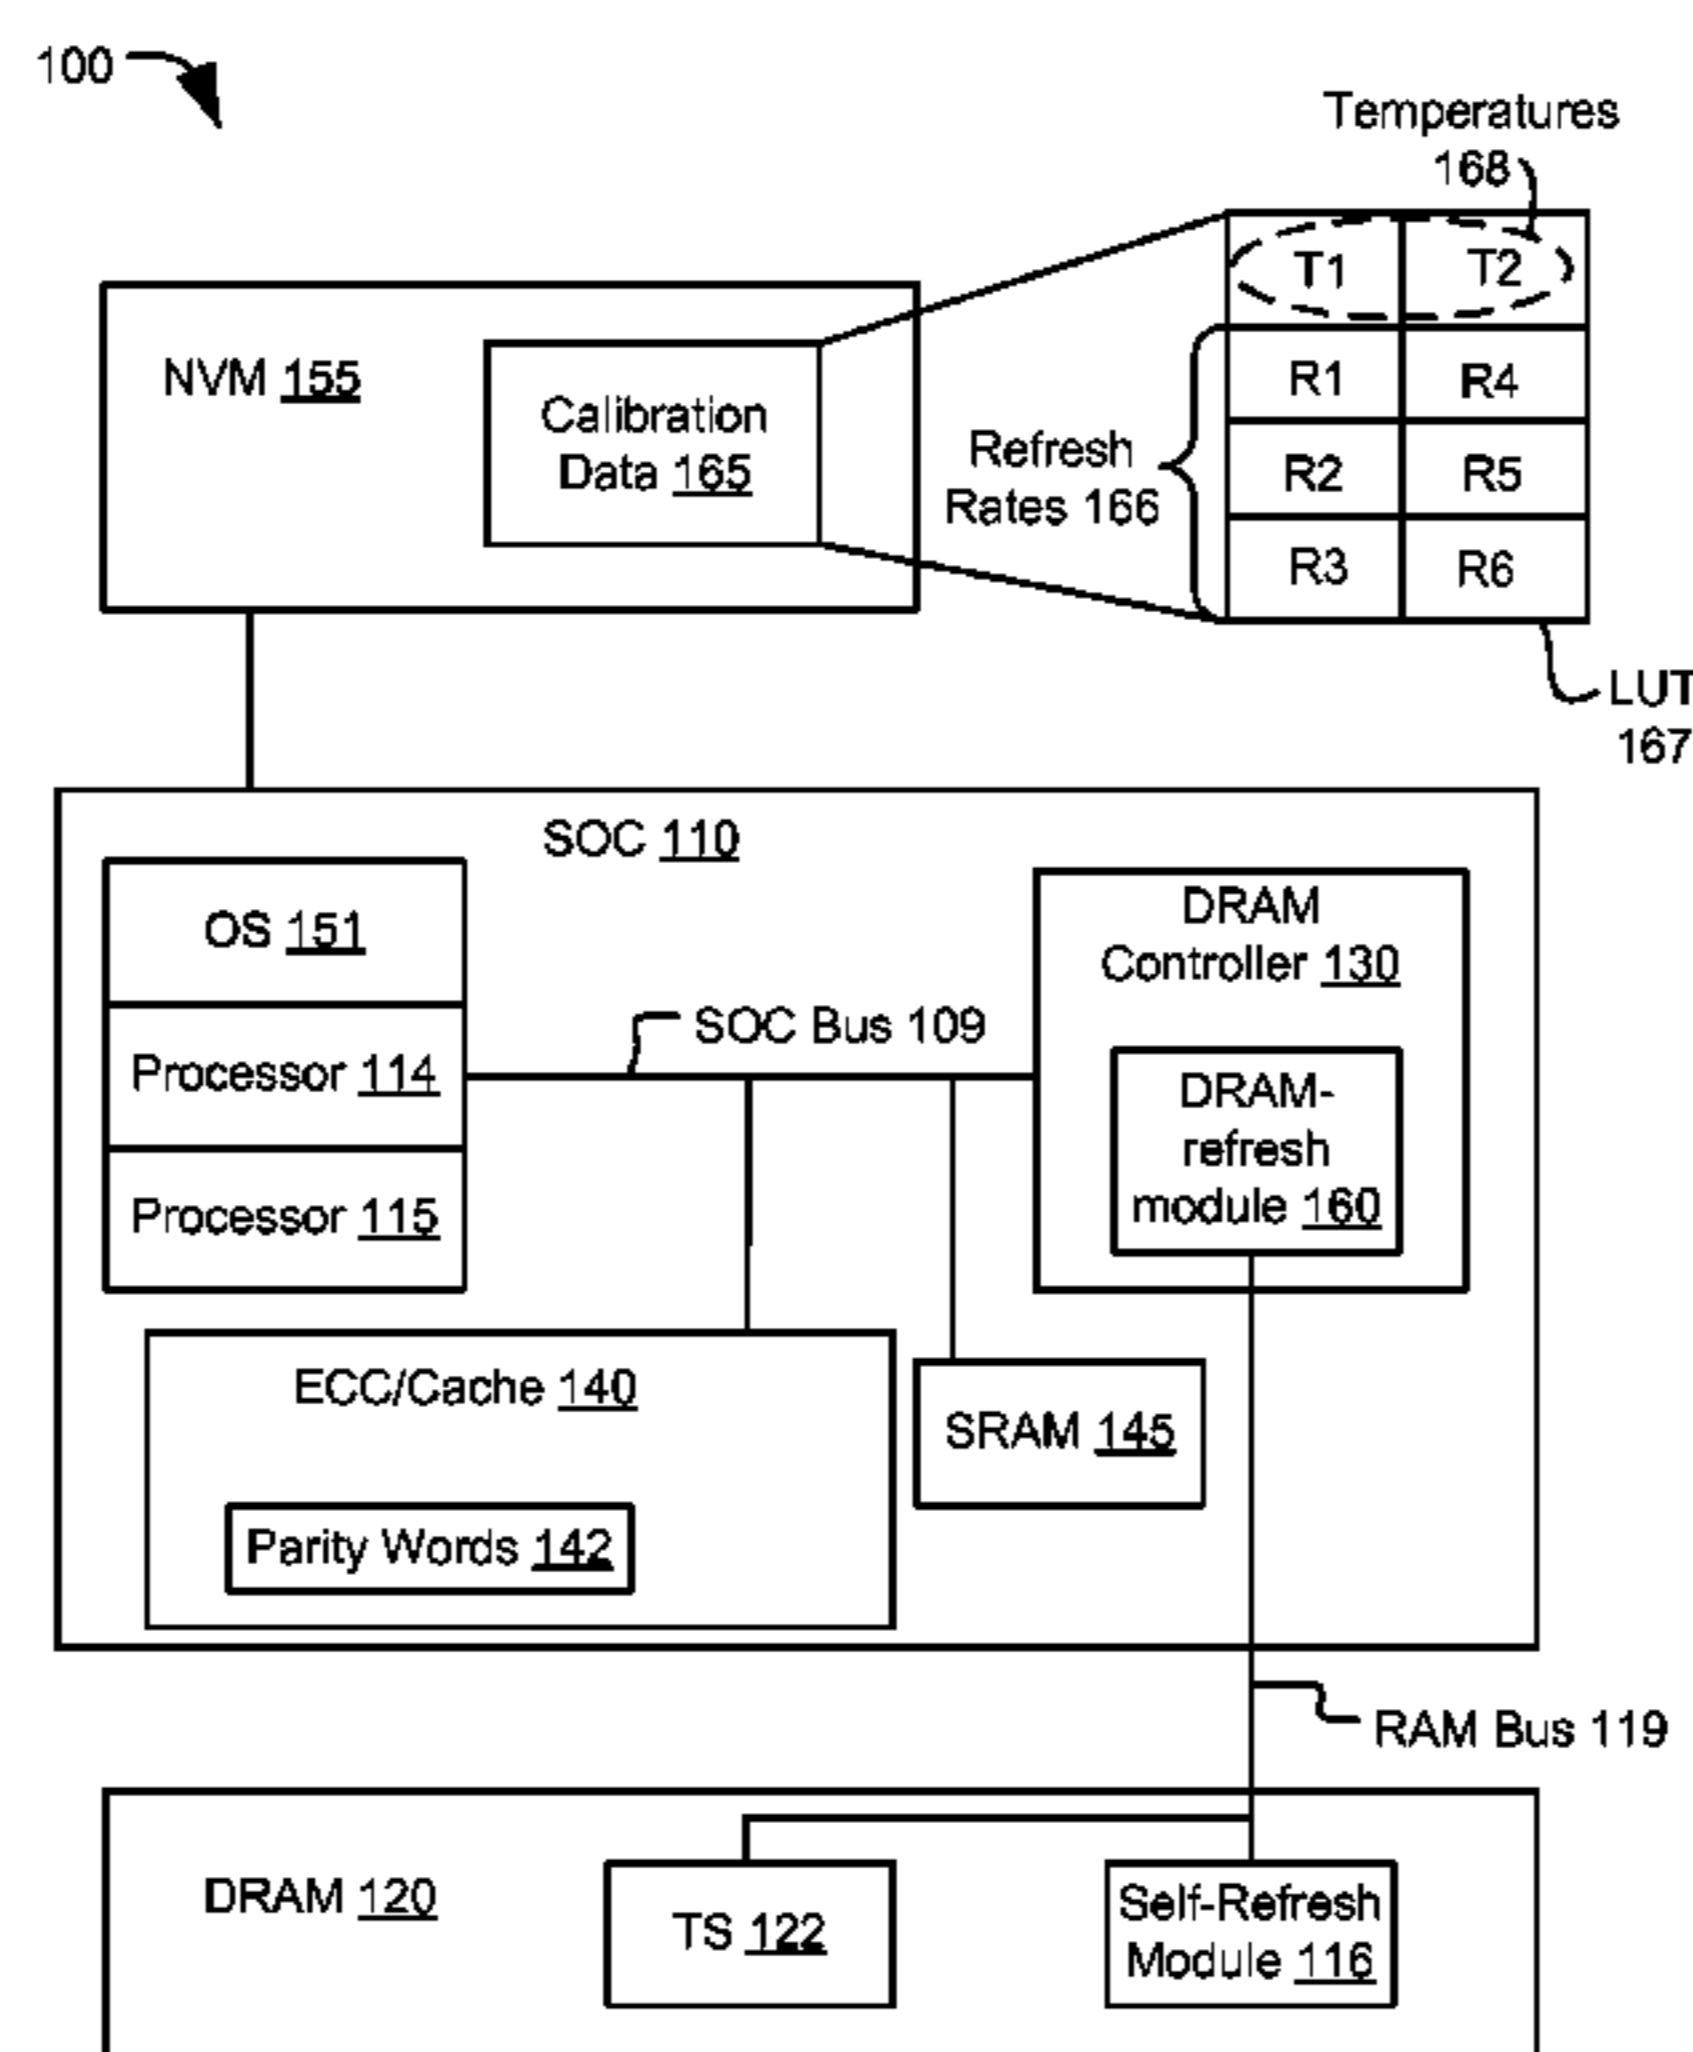 100
Temperatures
168
T1 T2
NVM 155
Calibration
Data 165
Refresh
Rates 166
R1 R4
R2 R5
R3 R6
LUT
167
SOC 110
OS 151
Processor 114
Processor 115
SOC Bus 109
DRAM
Controller 130
DRAM-
refresh
module 160
ECC/Cache 140
Parity Words 142
SRAM 145
RAM Bus 119
DRAM 120
TS 122
Self-Refresh
Module 116